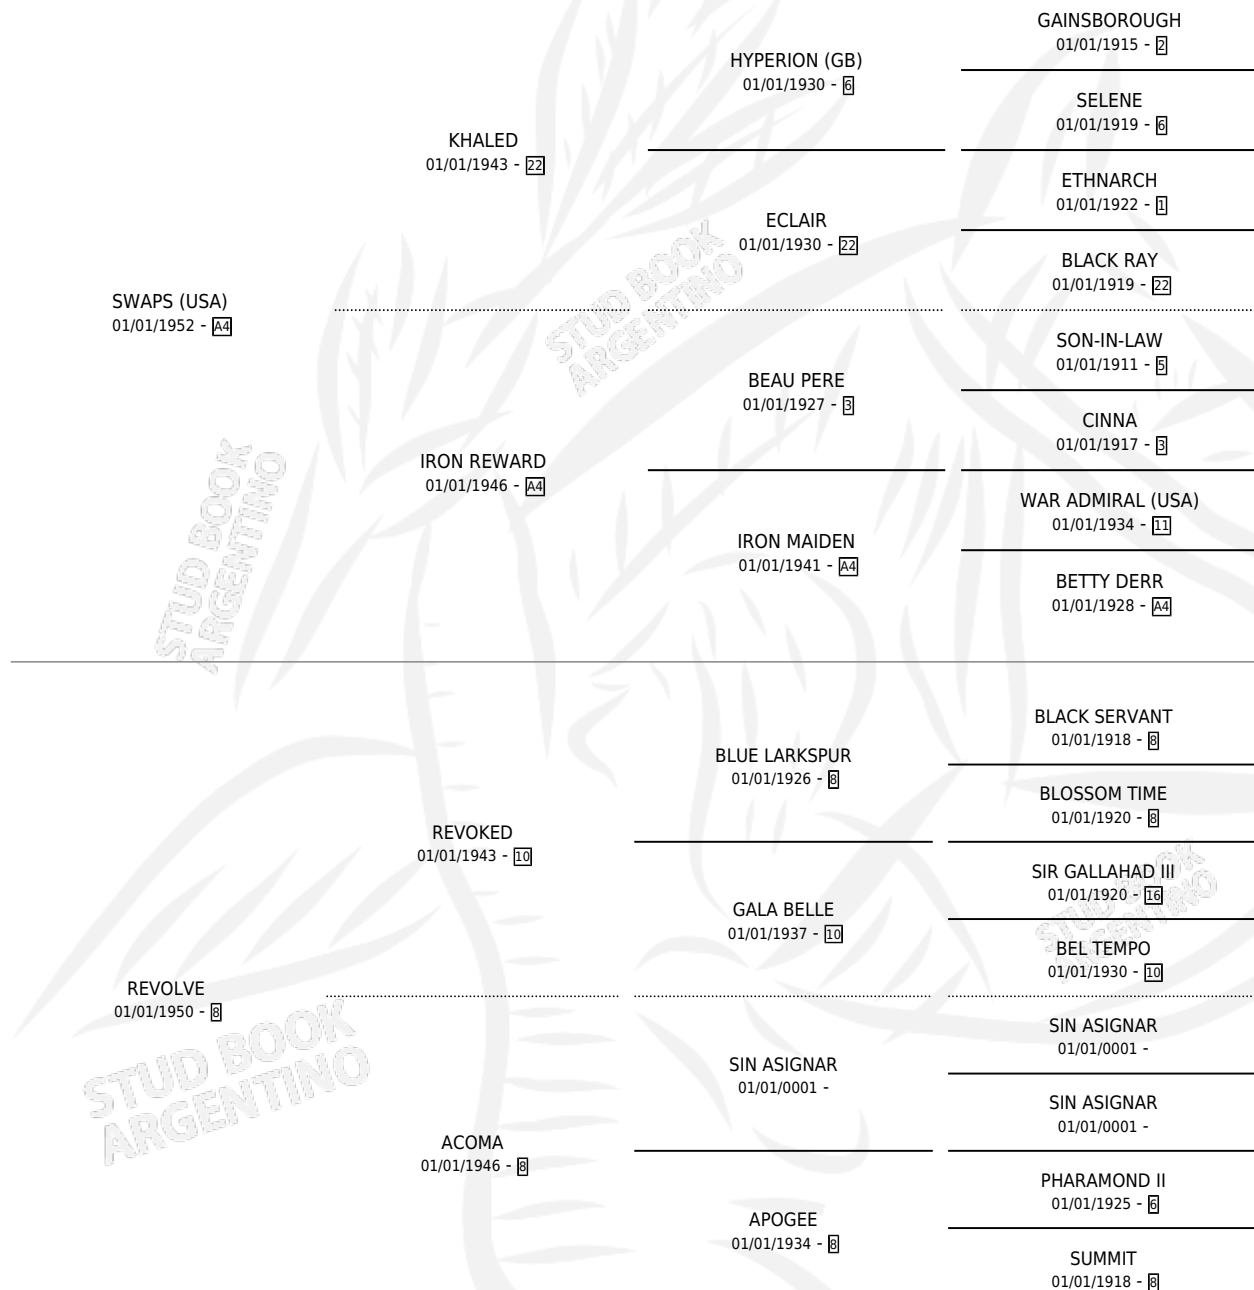 GAINSBOROUGH
01/01/1915 - 2
HYPERION (GB)
01/01/1930 - 6
SELENE
01/01/1919 - 6
KHALED
01/01/1943 - 22
ETHNARCH
01/01/1922 - 1
ECLAIR
01/01/1930 - 22
BLACK RAY
01/01/1919 - 22
STUD BOOK
ARGENTINO
SWAPS (USA)
01/01/1952 - A4
SON-IN-LAW
01/01/1911 - 5
BEAU PERE
01/01/1927 - 3
CINNA
01/01/1917 - 3
IRON REWARD
01/01/1946 - A4
WAR ADMIRAL (USA)
01/01/1934 - 11
IRON MAIDEN
01/01/1941 - A4
BETTY DERR
01/01/1928 - A4
STUD BOOK
ARGENTINO
BLACK SERVANT
01/01/1918 - 8
BLUE LARKSPUR
01/01/1926 - 8
BLOSSOM TIME
01/01/1920 - 8
REVOKED
01/01/1943 - 10
SIR GALLAHAD III
01/01/1920 - 16
GALA BELLE
01/01/1937 - 10
BEL TEMPO
01/01/1930 - 10
STUD BOOK
ARGENTINO
REVOLVE
01/01/1950 - 8
STUD BOOK
ARGENTINO
SIN ASIGNAR
01/01/0001 -
SIN ASIGNAR
01/01/0001 -
SIN ASIGNAR
01/01/0001 -
ACOMA
01/01/1946 - 8
PHARAMOND II
01/01/1925 - 6
APOGEE
01/01/1934 - 8
SUMMIT
01/01/1918 - 8